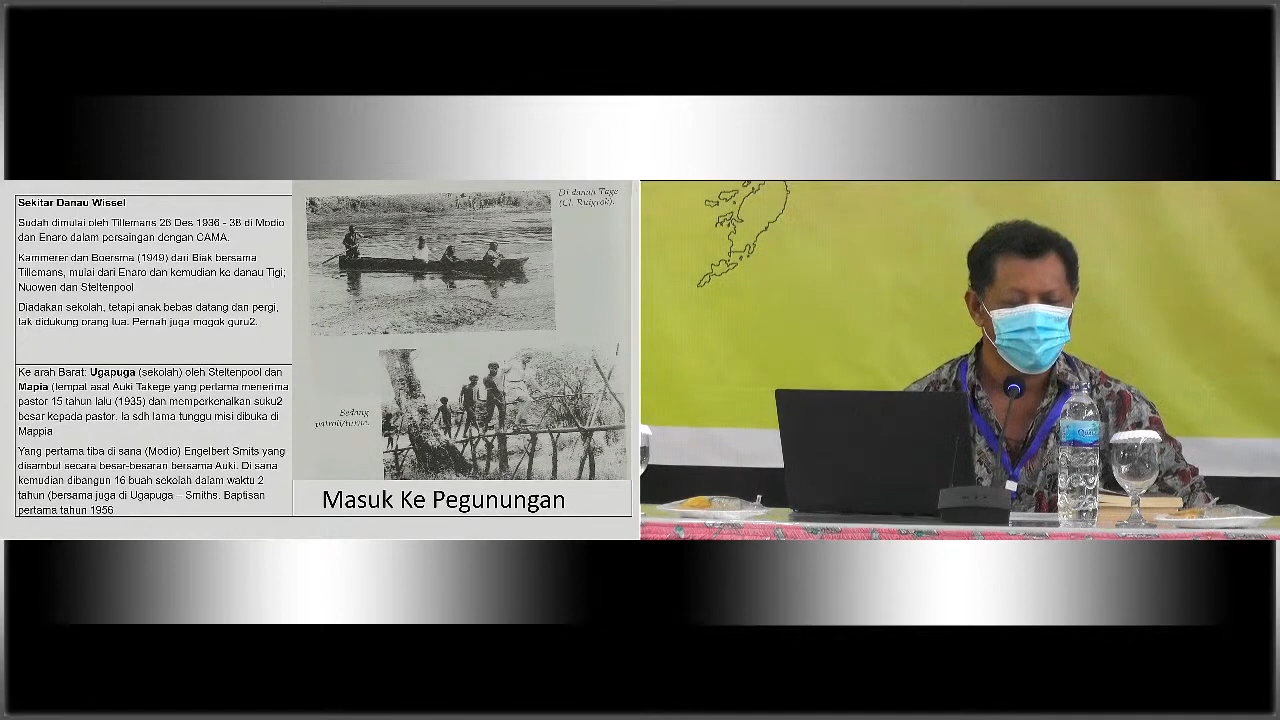 Sekitar Danau Wissel
Sudah dimulai oleh Tillemans 26 Des 1936 - 38 di Modio
dan Enaro dalam persaingan dengan CAMA.
Kammerer dan Boersma (1949) dari Biak bersama
Tillemans, mulai dari Enaro dan kemudian ke danau Tigi;
Nuowen dan Steltenpool
Diadakan sekolah, tetapi anak bebas datang dan pergi,
tak didukung orang tua. Pernah juga mogok guru2.
Ke arah Barat: Ugapuga (sekolah) oleh Steltenpool dan
Mapia (tempat asal Auki Takege yang pertama menerima
pastor 15 tahun lalu (1935) dan memperkenalkan suku2
besar kepada pastor. Ia sdh lama tunggu misi dibuka di
Mappia
Yang pertama tiba di sana (Modio) Engelbert Smits yang
disambut secara besar-besaran bersama Auki. Di sana
kemudian dibangun 16 buah sekolah dalam waktu 2
tahun (bersama juga di Ugapuga – Smiths. Baptisan
pertama tahun 1956
Di danau Tage
(Ll. Ruigrok).
Sedang
Masuk Ke Pegunungan